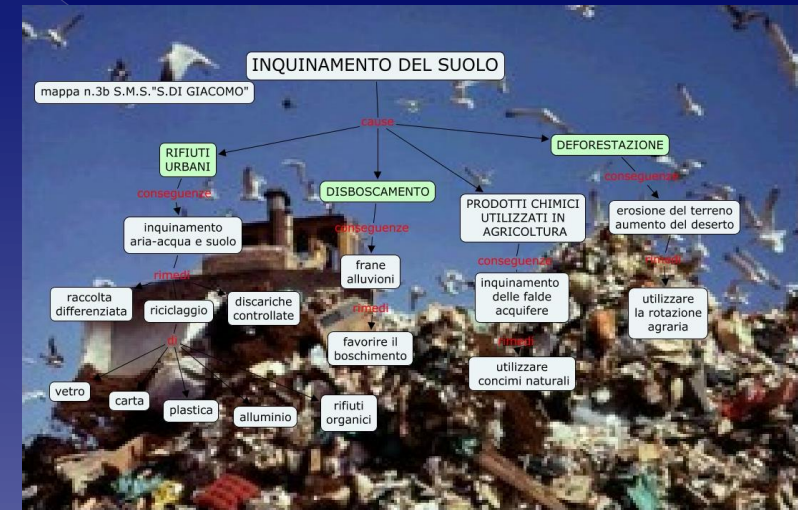 INQUINAMENTO DEL SUOLO
mappa n.3b S.M.S."S.DI GIACOMO"
cause
RIFIUTI
URBANI
conseguenze
inquinamento
aria-acqua e suolo
rimedi
raccolta
differenziata
riciclaggio
discariche
controllate
di
vetro
carta
plastica
alluminio
rifiuti
organici
DISBOSCAMENTO
conseguenze
frane
alluvioni
rimedi
favorire il
boschimento
PRODOTTI CHIMICI
UTILIZZATI IN
AGRICOLTURA
conseguenze
inquinamento
delle falde
acquifere
rimedi
utilizzare
concimi naturali
DEFORESTAZIONE
conseguenze
erosione del terreno
aumento del deserto
rimedi
utilizzare
la rotazione
agraria